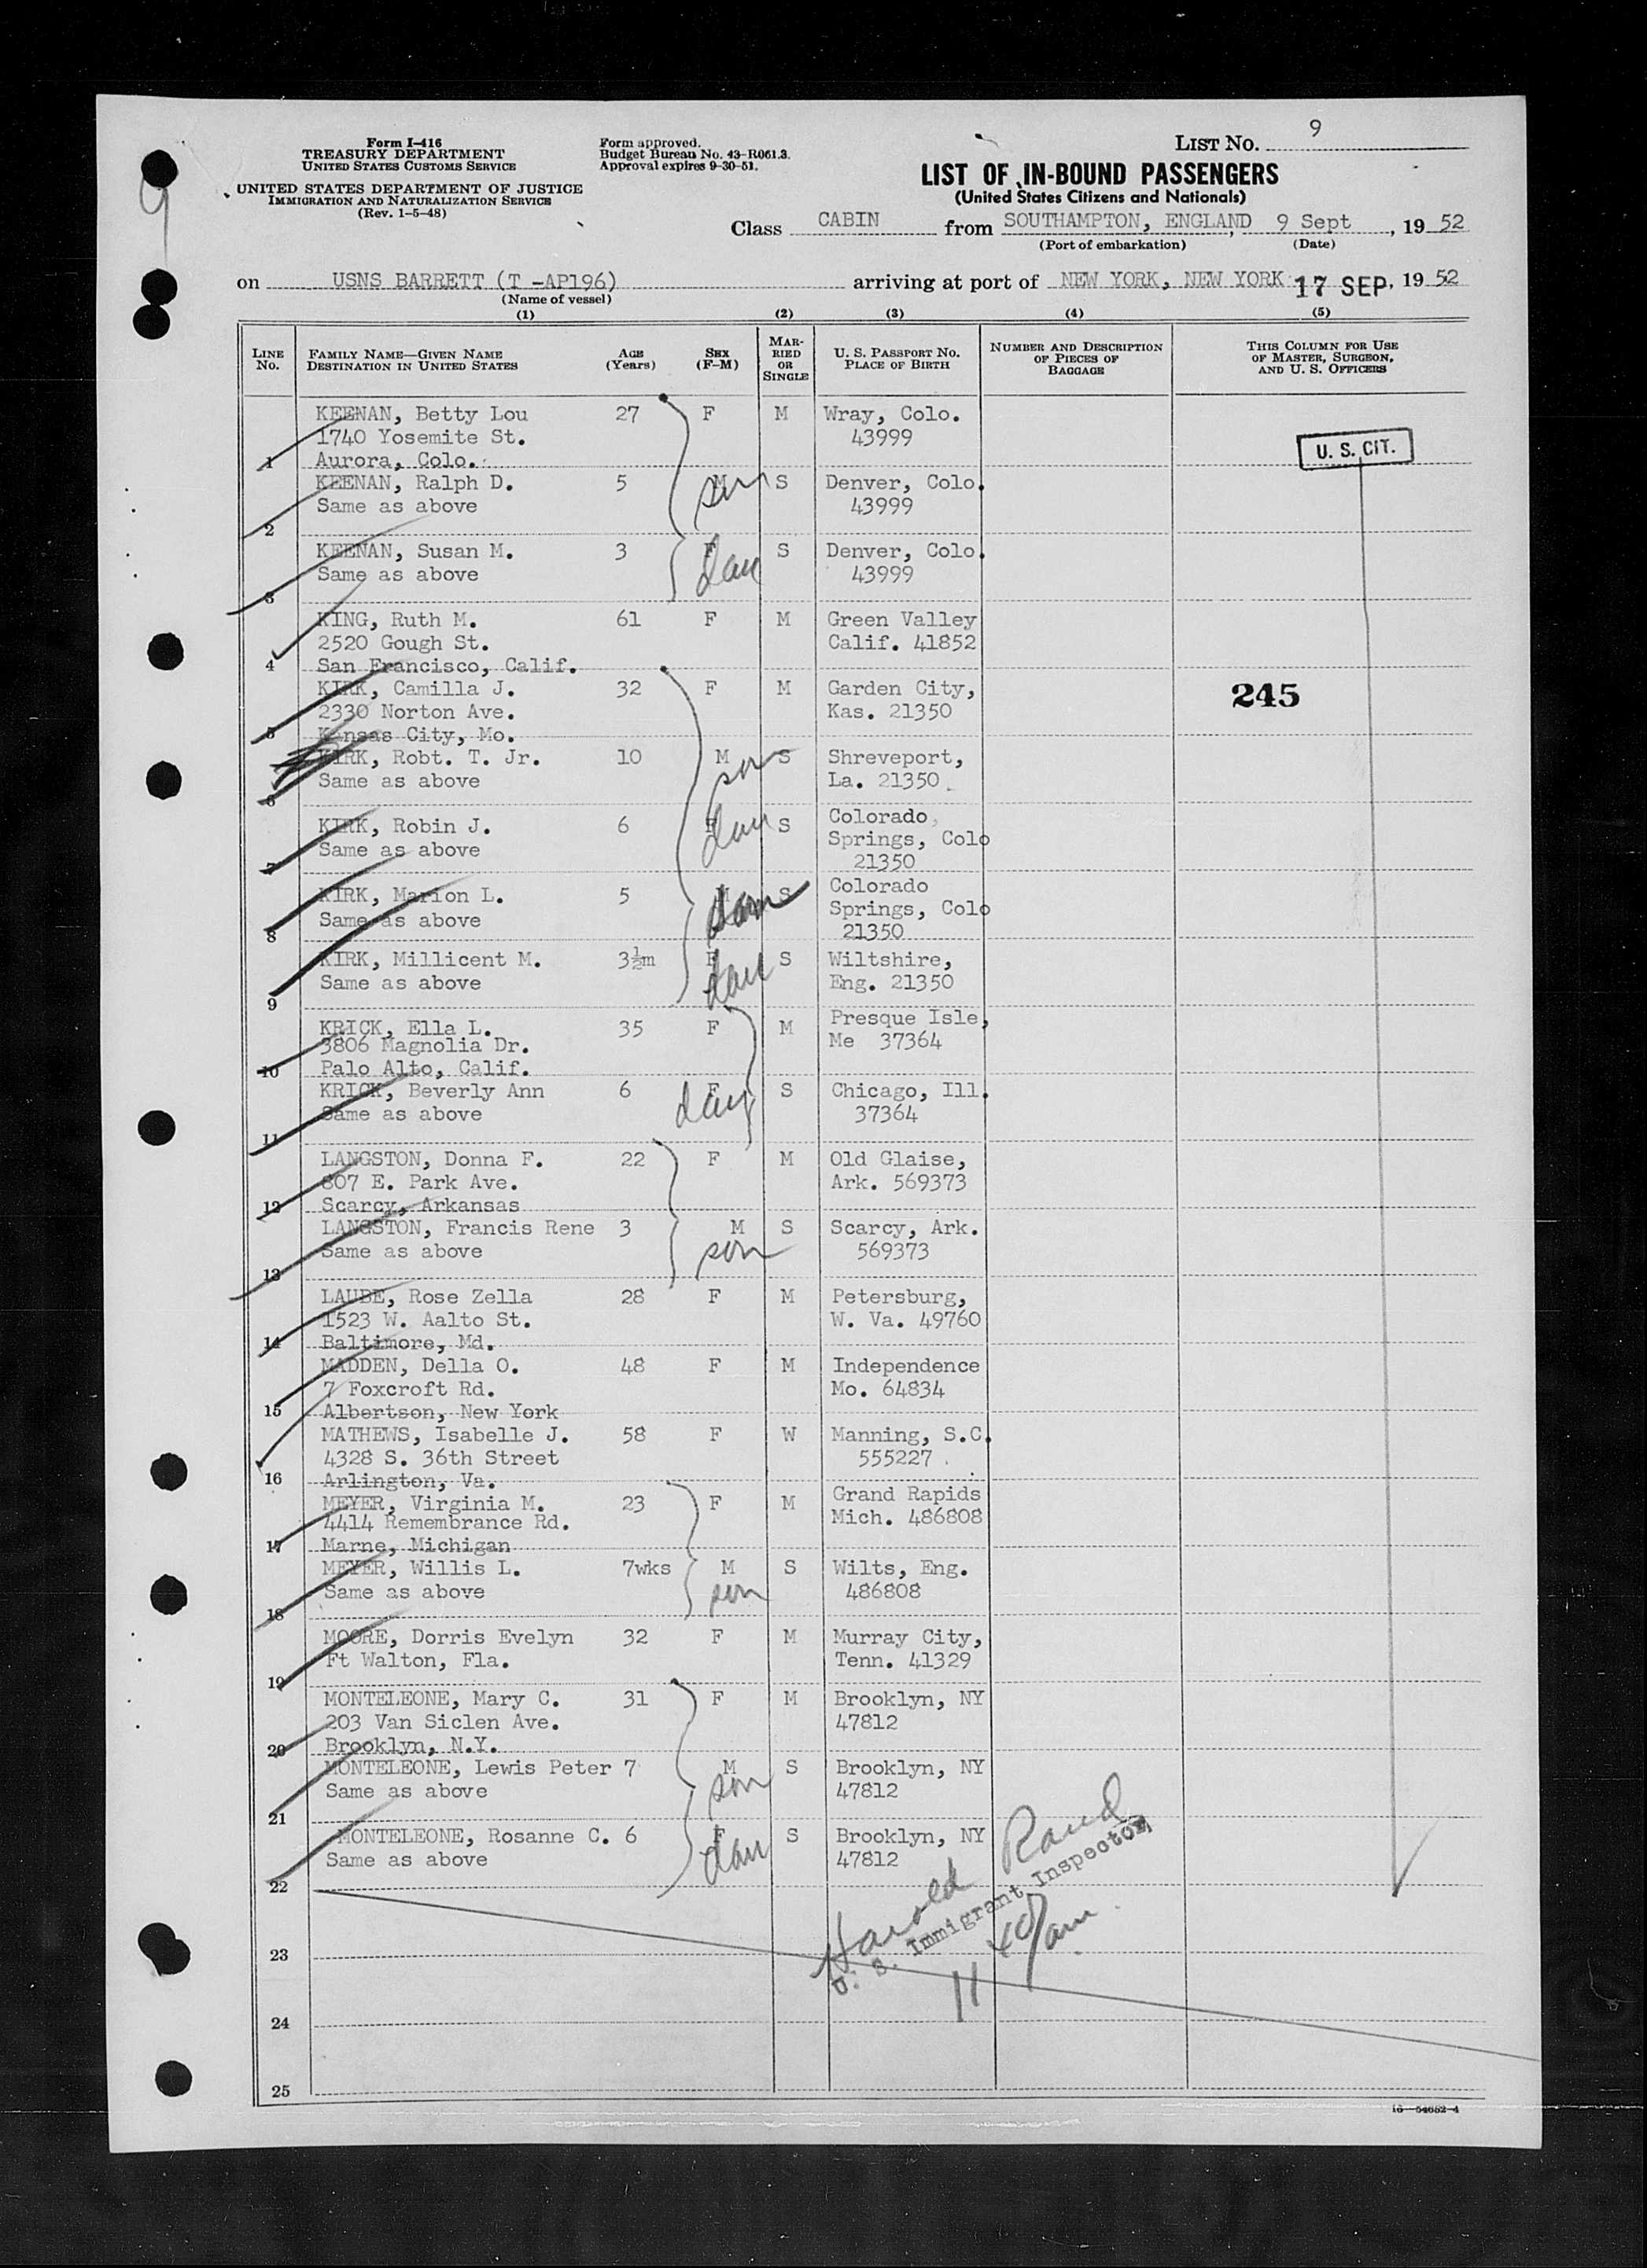 9
Form I-416
TREASURY DEPARTMENT
UNITED STATES CUSTOMS SERVICE
UNITED STATES DEPARTMENT OF JUSTICE
IMMIGRATION AND NATURALIZATION SERVICE
(Rev. 1-5-48)
Form approved.
Budget Bureau No. 43-R061.3.
Approval expires 9-30-51.
LIST NO. 9
LIST OF IN-BOUND PASSENGERS
(United States Citizens and Nationals)
Class CABIN from SOUTHAMPTON, ENGLAND, 9 Sept, 19 52
(Port of embarkation) (Date)
on USNS BARRETT (T -AP196) arriving at port of NEW YORK, NEW YORK 17 SEP, 19 52
(Name of vessel)
(1) (2) (3) (4) (5)
LINE No. FAMILY NAME—GIVEN NAME DESTINATION IN UNITED STATES AGE (Years) SEX (F-M) MARRIED OR SINGLE U. S. PASSPORT NO. PLACE OF BIRTH NUMBER AND DESCRIPTION OF PIECES OF BAGGAGE THIS COLUMN FOR USE OF MASTER, SURGEON, AND U. S. OFFICERS
KEENAN, Betty Lou 27 F M Wray, Colo.
1740 Yosemite St. 43999 U. S. CIT.
1 Aurora, Colo.
KEENAN, Ralph D. 5 M son S Denver, Colo.
Same as above 43999
2
KEENAN, Susan M. 3 F dau S Denver, Colo.
Same as above 43999
3
KING, Ruth M. 61 F M Green Valley
2520 Gough St. Calif. 41852
4 San Francisco, Calif.
KIRK, Camilla J. 32 F M Garden City, 245
2330 Norton Ave. Kas. 21350
5 Kansas City, Mo.
KIRK, Robt. T. Jr. 10 M son S Shreveport,
Same as above La. 21350
6
KIRK, Robin J. 6 F dau S Colorado
Same as above Springs, Colo
7 21350
KIRK, Marion L. 5 M dau S Colorado
Same as above Springs, Colo
8 21350
KIRK, Millicent M. 3½m F dau S Wiltshire,
Same as above Eng. 21350
9
KRICK, Ella L. 35 F M Presque Isle,
3806 Magnolia Dr. Me 37364
10 Palo Alto, Calif.
KRICK, Beverly Ann 6 F dau S Chicago, Ill.
Same as above 37364
11
LANGSTON, Donna F. 22 F M Old Glaise,
807 E. Park Ave. Ark. 569373
12 Scarcy, Arkansas
LANGSTON, Francis Rene 3 M son S Scarcy, Ark.
Same as above 569373
13
LAUBE, Rose Zella 28 F M Petersburg,
1523 W. Aalto St. W. Va. 49760
14 Baltimore, Md.
MADDEN, Della O. 48 F M Independence
7 Foxcroft Rd. Mo. 64834
15 Albertson, New York
MATHEWS, Isabelle J. 58 F W Manning, S.C.
4328 S. 36th Street 555227
16 Arlington, Va.
MEYER, Virginia M. 23 F M Grand Rapids
4414 Remembrance Rd. Mich. 486808
17 Marne, Michigan
MEYER, Willis L. 7wks M son S Wilts, Eng.
Same as above 486808
18
MOORE, Dorris Evelyn 32 F M Murray City,
Ft Walton, Fla. Tenn. 41329
19
MONTELEONE, Mary C. 31 F M Brooklyn, NY
203 Van Siclen Ave. 47812
20 Brooklyn, N.Y.
MONTELEONE, Lewis Peter 7 M son S Brooklyn, NY
Same as above 47812
21
MONTELEONE, Rosanne C. 6 F dau S Brooklyn, NY
Same as above 47812
22
Harold Rand
U. S. Immigrant Inspector
11 40 am
23
24
25
16—54682-4